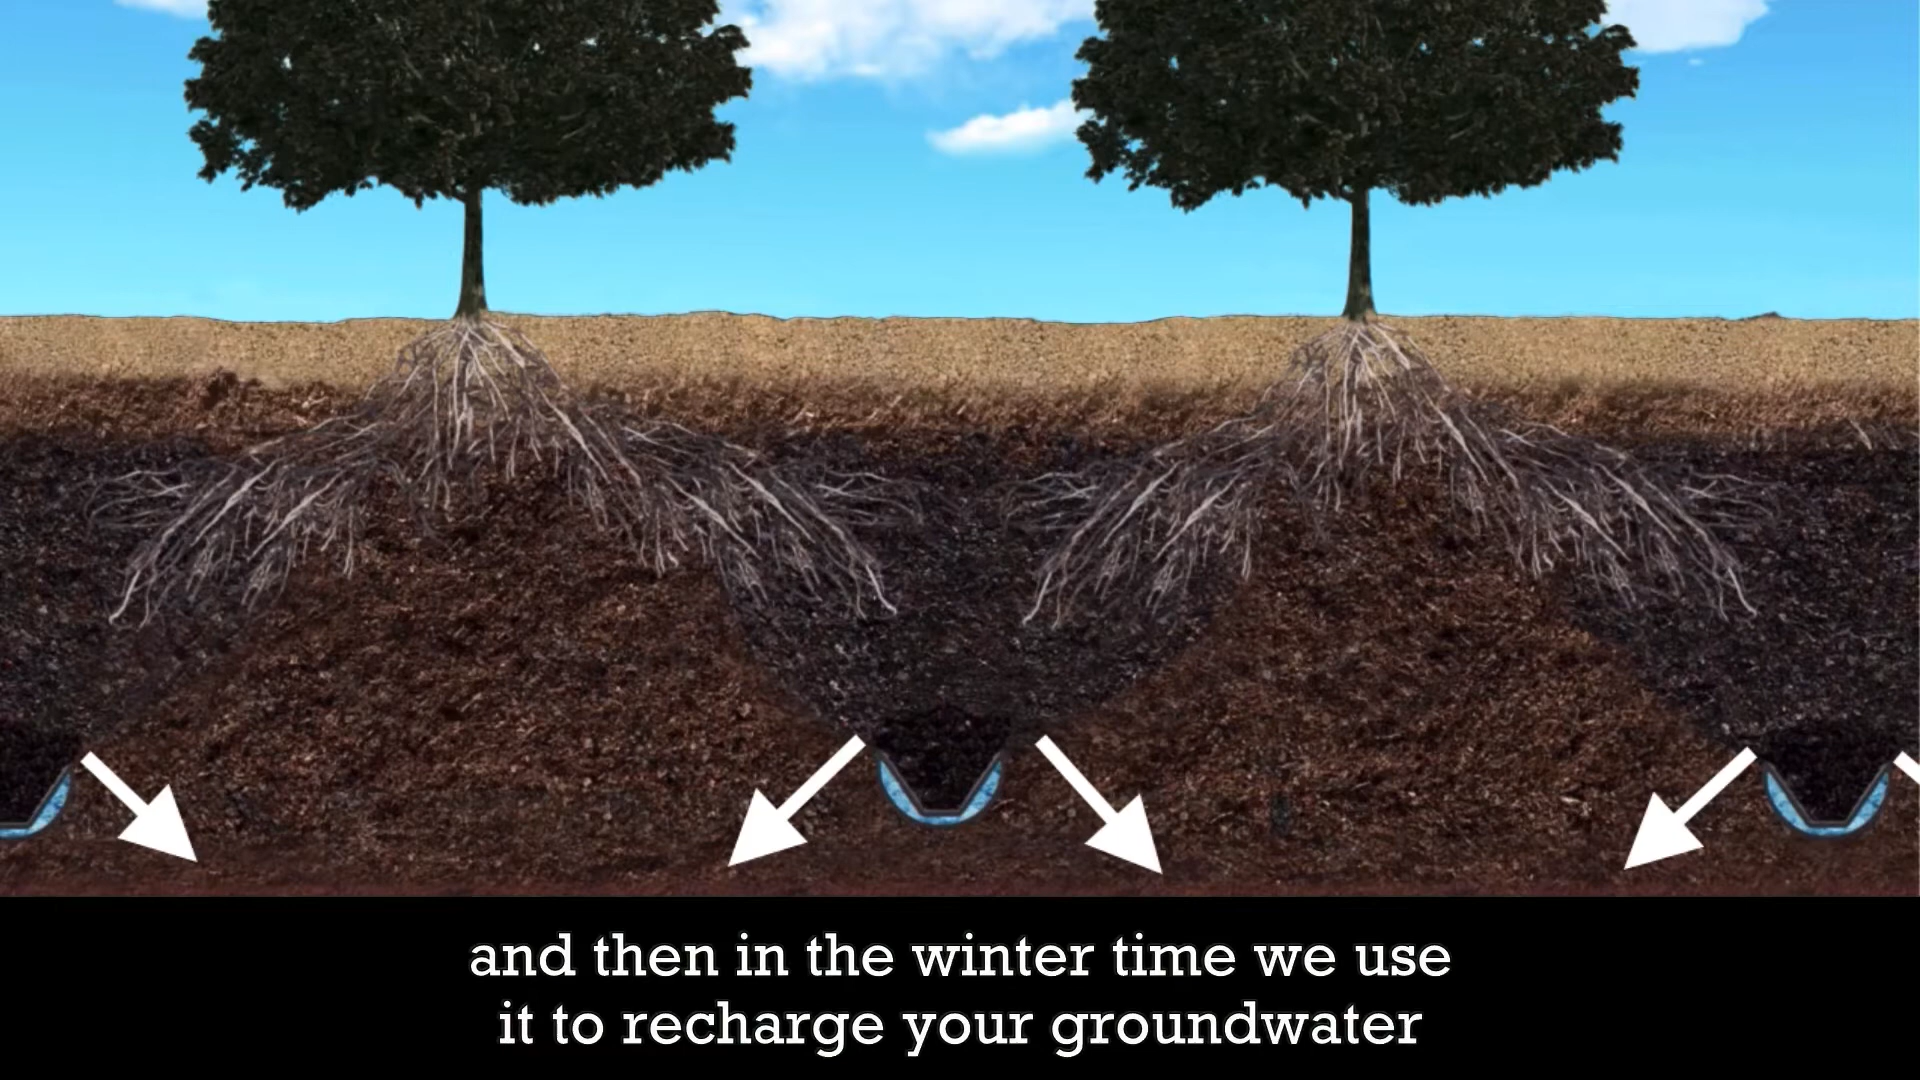 and then in the winter time we use
it to recharge your groundwater